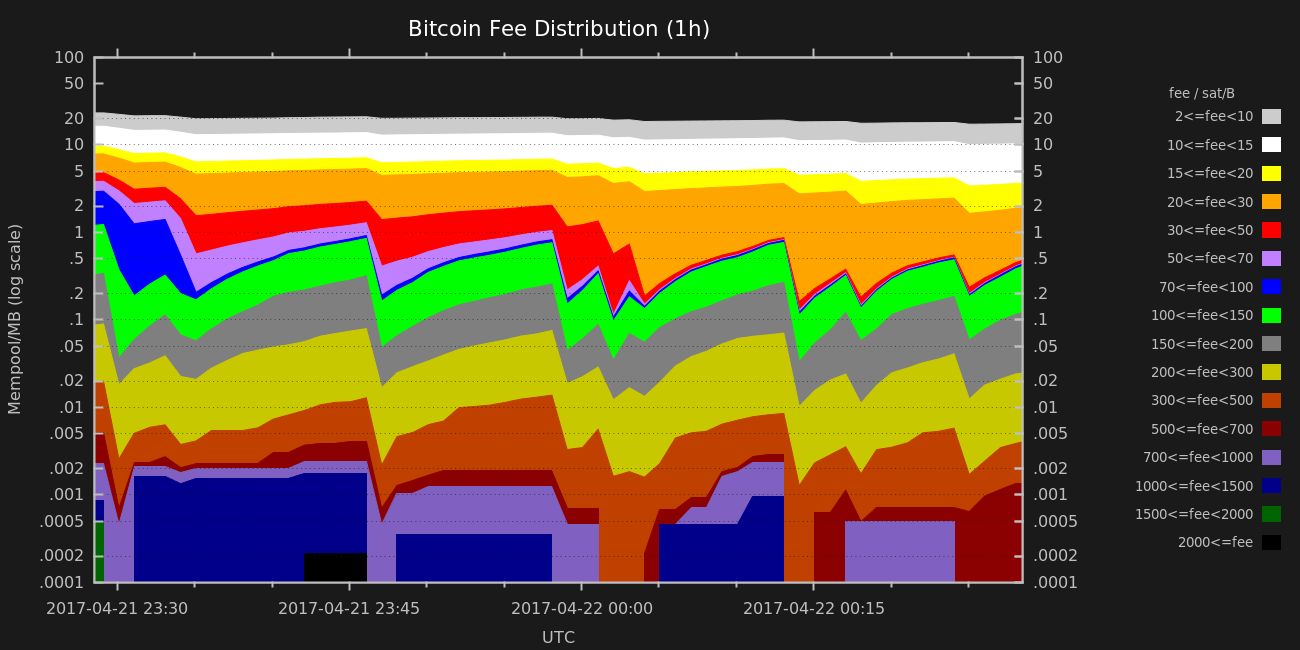 Bitcoin Fee Distribution (1h)
100
50
20
10
5
2
1
.5
.2
.1
.05
.02
.01
.005
.002
.001
.0005
.0002
.0001
Mempool/MB (log scale)
100
50
20
10
5
2
1
.5
.2
.1
.05
.02
.01
.005
.002
.001
.0005
.0002
.0001
2017-04-21 23:30 2017-04-21 23:45 2017-04-22 00:00 2017-04-22 00:15
UTC
fee / sat/B
2<=fee<10
10<=fee<15
15<=fee<20
20<=fee<30
30<=fee<50
50<=fee<70
70<=fee<100
100<=fee<150
150<=fee<200
200<=fee<300
300<=fee<500
500<=fee<700
700<=fee<1000
1000<=fee<1500
1500<=fee<2000
2000<=fee